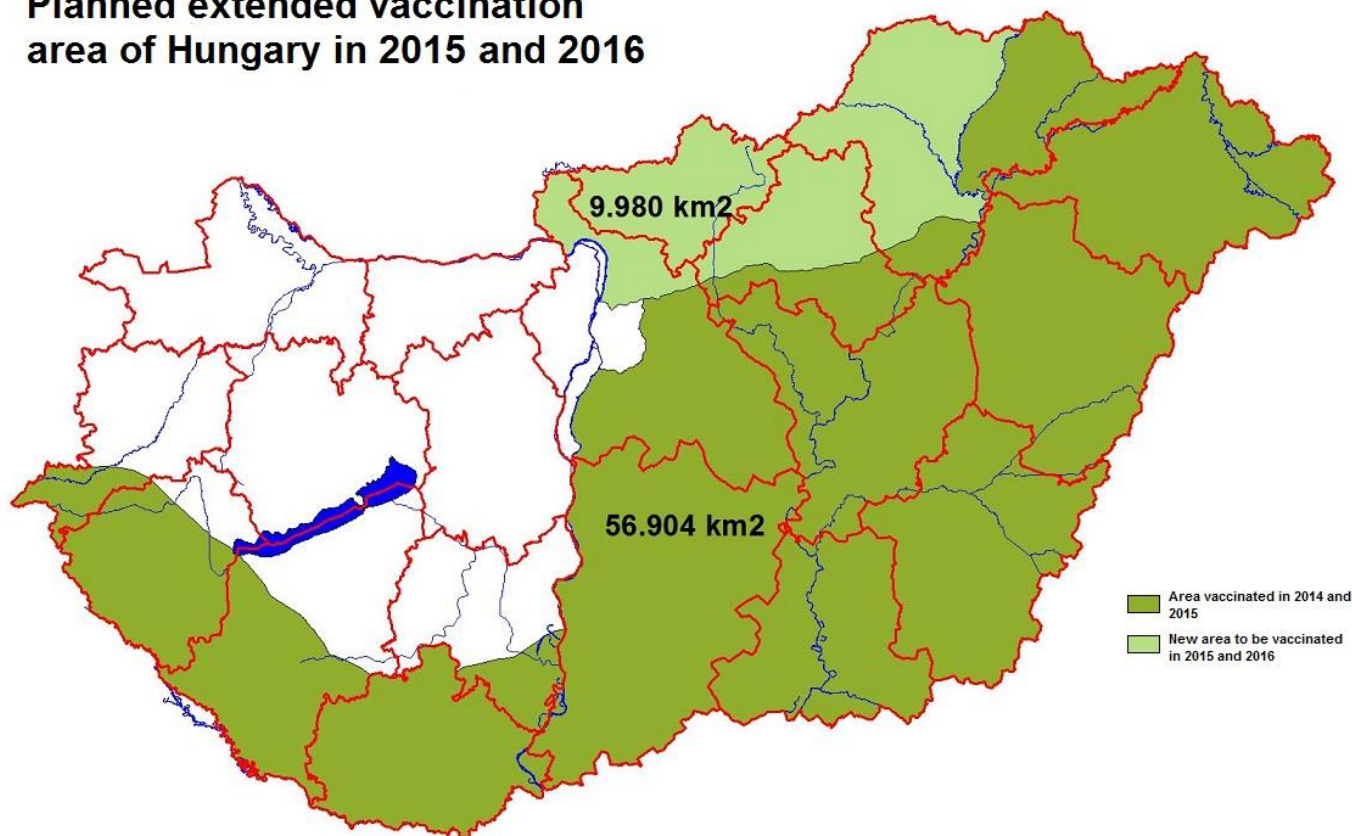 Planned extended vaccination
area of Hungary in 2015 and 2016
9.980 km2
56.904 km2
Area vaccinated in 2014 and
2015
New area to be vaccinated
in 2015 and 2016